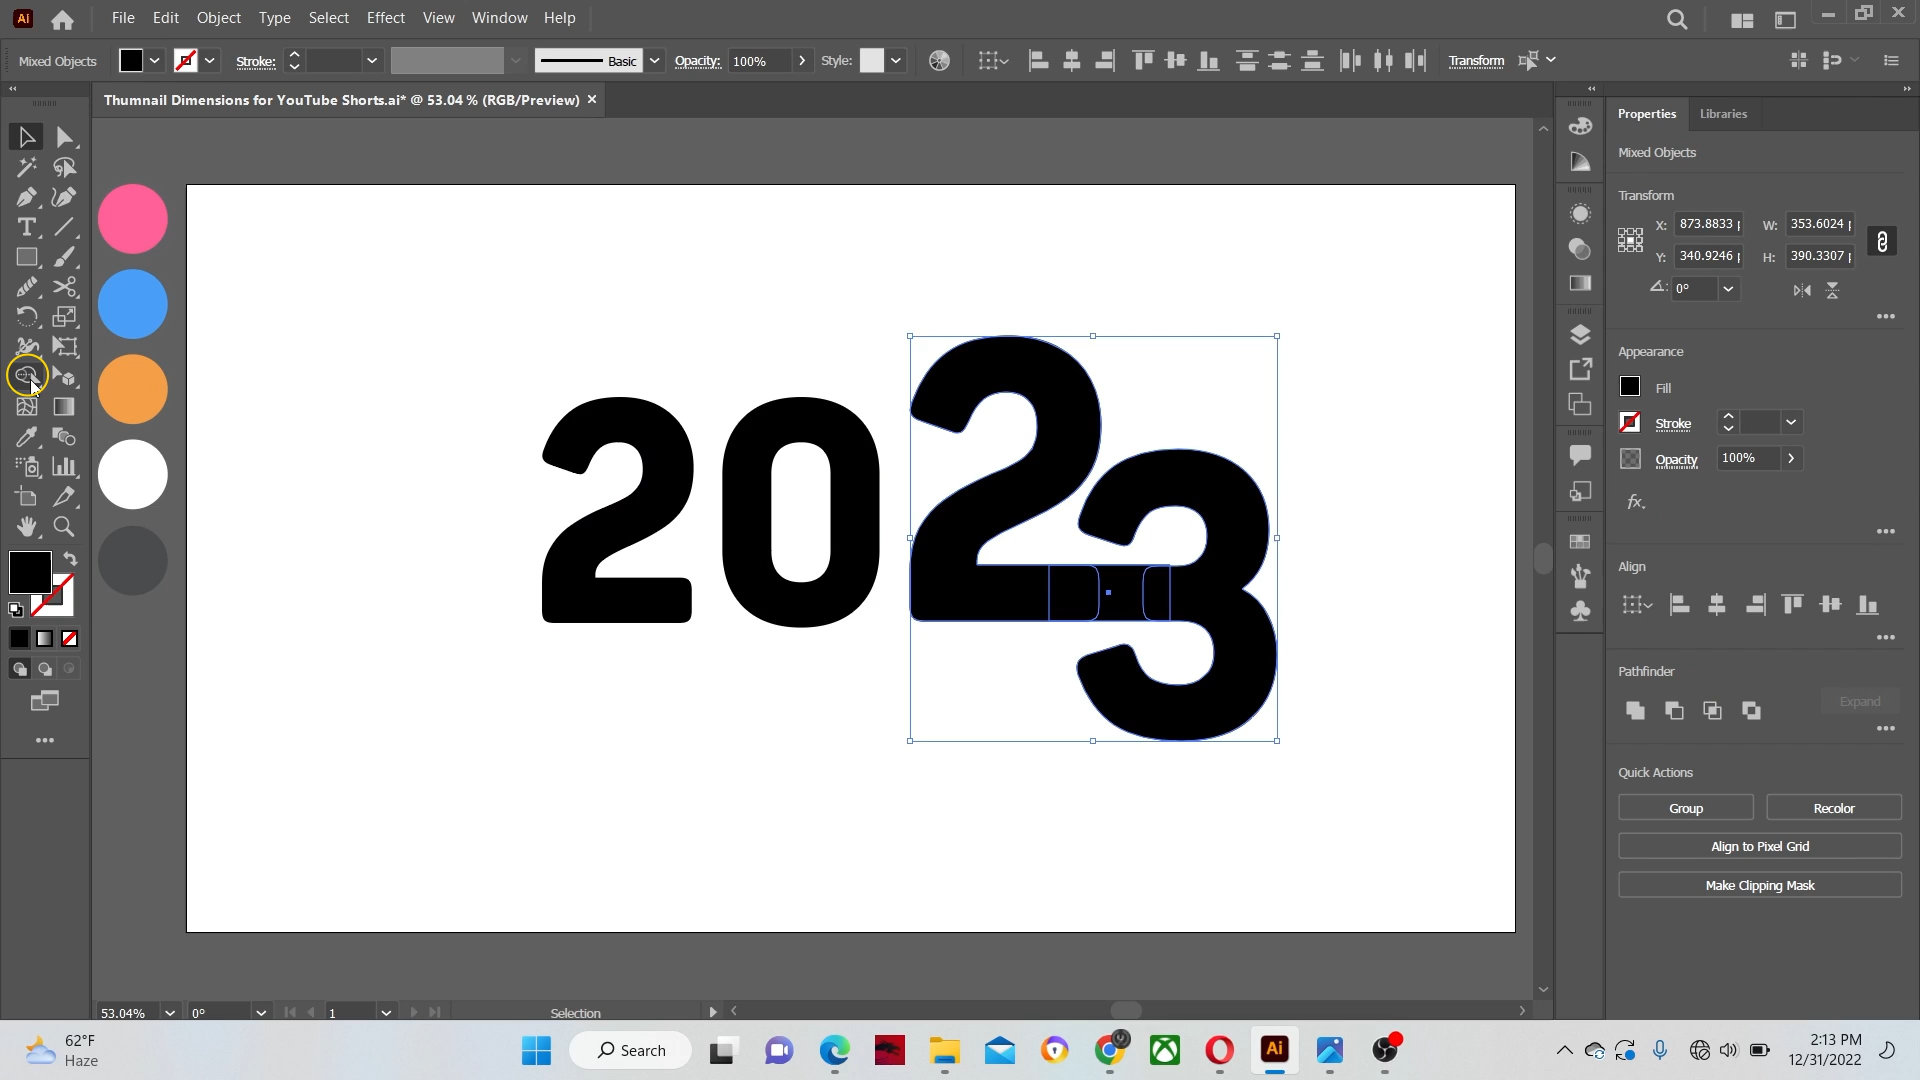 Ai File Edit Object Type Select Effect View Window Help
Mixed Objects Stroke: Basic Opacity: 100% Style: Transform
Thumnail Dimensions for YouTube Shorts.ai* @ 53.04 % (RGB/Preview)
Properties Libraries
Mixed Objects
Transform
X: 873.8833 W: 353.6024
Y: 340.9246 H: 390.3307
0°
Appearance
Fill
Stroke
Opacity 100%
fx.
Align
Pathfinder
Expand
Quick Actions
Group Recolor
Align to Pixel Grid
Make Clipping Mask
2023
53.04% 0° 1 Selection
62°F
Haze
Search
Ai
2:13 PM
12/31/2022